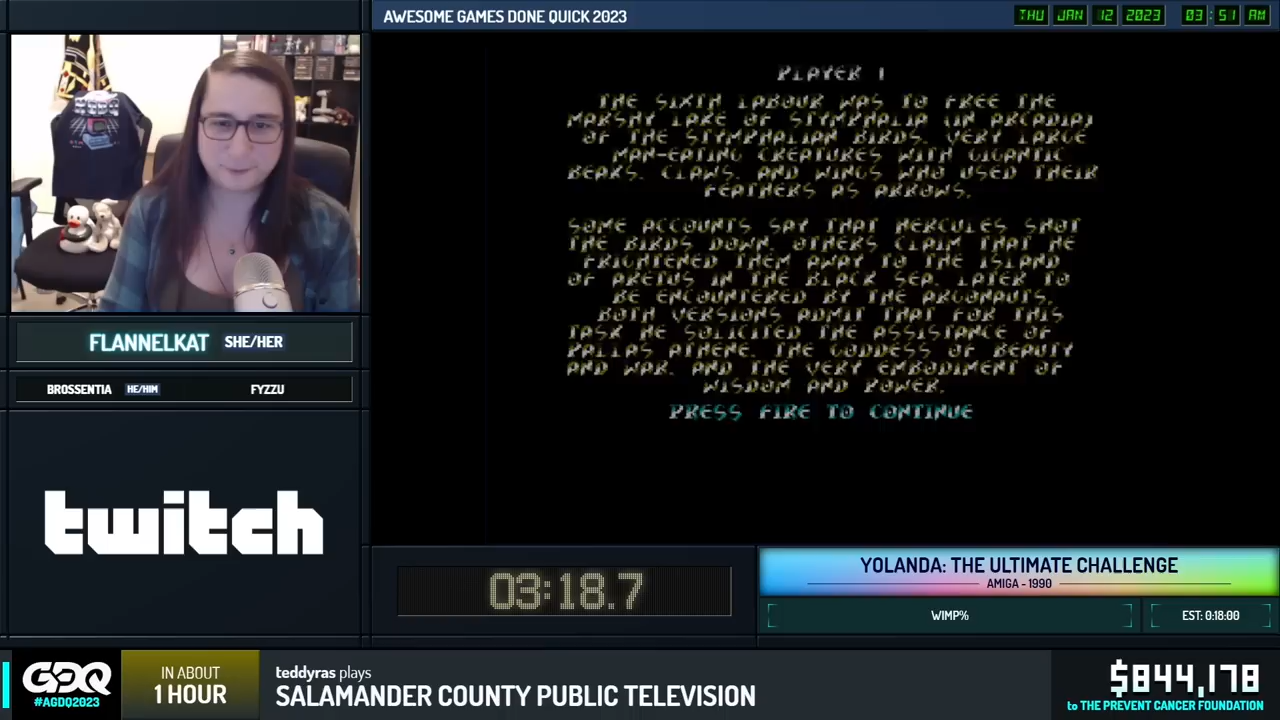 AWESOME GAMES DONE QUICK 2023
THU JAN 12 2023 03:51 AM
PLAYER 1
THE SIXTH LABOUR WAS TO FREE THE
MARSHY LAKE OF STYMPHALIA (IN ARCADIA)
OF THE STYMPHALIAN BIRDS, VERY LARGE
MAN-EATING CREATURES WITH GIGANTIC
BEAKS, CLAWS, AND WINGS WHO USED THEIR
FEATHERS AS ARROWS.
SOME ACCOUNTS SAY THAT HERCULES SHOT
THE BIRDS DOWN, OTHERS CLAIM THAT HE
FRIGHTENED THEM AWAY TO THE ISLAND
OF ARETUS IN THE BLACK SEA, LATER TO
BE ENCOUNTERED BY THE ARGONAUTS.
BOTH VERSIONS ADMIT THAT FOR THIS
TASK HE SOLICITED THE ASSISTANCE OF
PALLAS ATHENE, THE GODDESS OF BEAUTY
AND WAR, AND THE VERY EMBODIMENT OF
WISDOM AND POWER.
PRESS FIRE TO CONTINUE
FLANNELKAT SHE/HER
BROSSENTIA HE/HIM FYZZU
twitch
03:18.7
YOLANDA: THE ULTIMATE CHALLENGE
AMIGA - 1990
WIMP% EST: 0:18:00
GDQ
#AGDQ2023
IN ABOUT
1 HOUR
teddyras plays
SALAMANDER COUNTY PUBLIC TELEVISION
$844,178
to THE PREVENT CANCER FOUNDATION